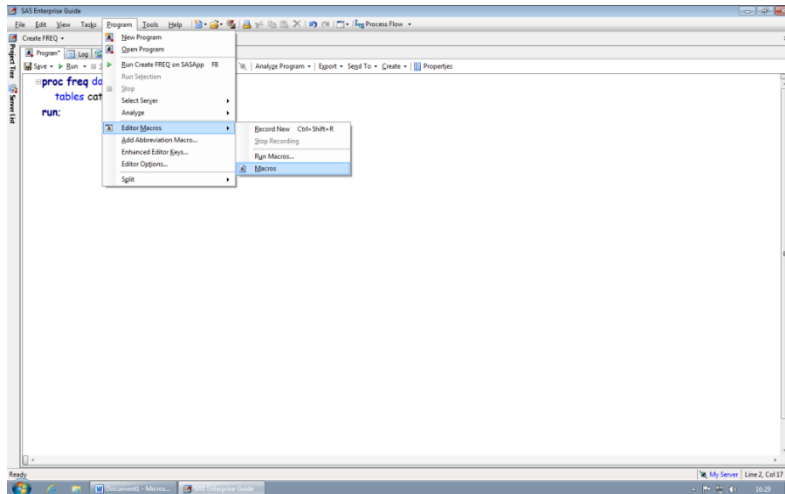 SAS Enterprise Guide
File Edit View Tasks Program Tools Help Process Flow
Create FREQ
Program* Log
Save Run Analyze Program Export Send To Create Properties
Project Tree
Server List
proc freq da
tables cat
run;
New Program
Open Program
Run Create FREQ on SASApp F8
Run Selection
Stop
Select Server
Analyze
Editor Macros
Add Abbreviation Macro...
Enhanced Editor Keys...
Editor Options...
Split
Record New Ctrl+Shift+R
Stop Recording
Run Macros...
Macros
Ready
My Server Line 2, Col 17
Document1 - Micros... SAS Enterprise Guide 16:29